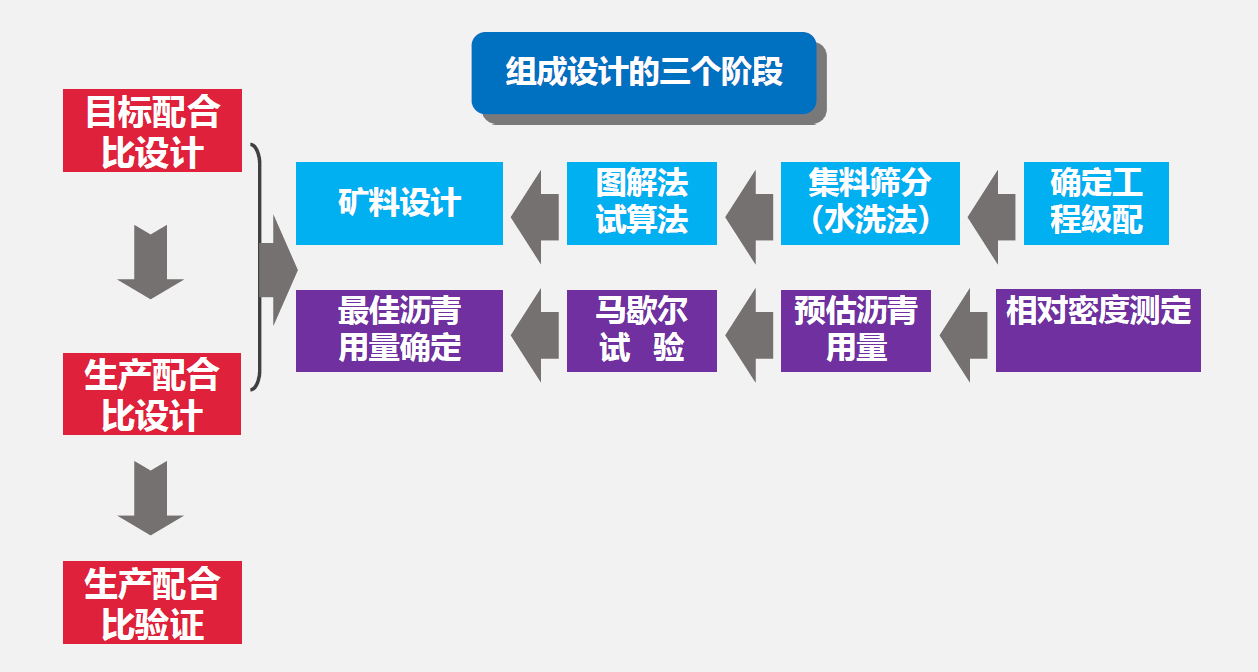 组成设计的三个阶段
目标配合
比设计
生产配合
比设计
生产配合
比验证
矿料设计
图解法
试算法
集料筛分
（水洗法）
确定工
程级配
最佳沥青
用量确定
马歇尔
试 验
预估沥青
用量
相对密度测定